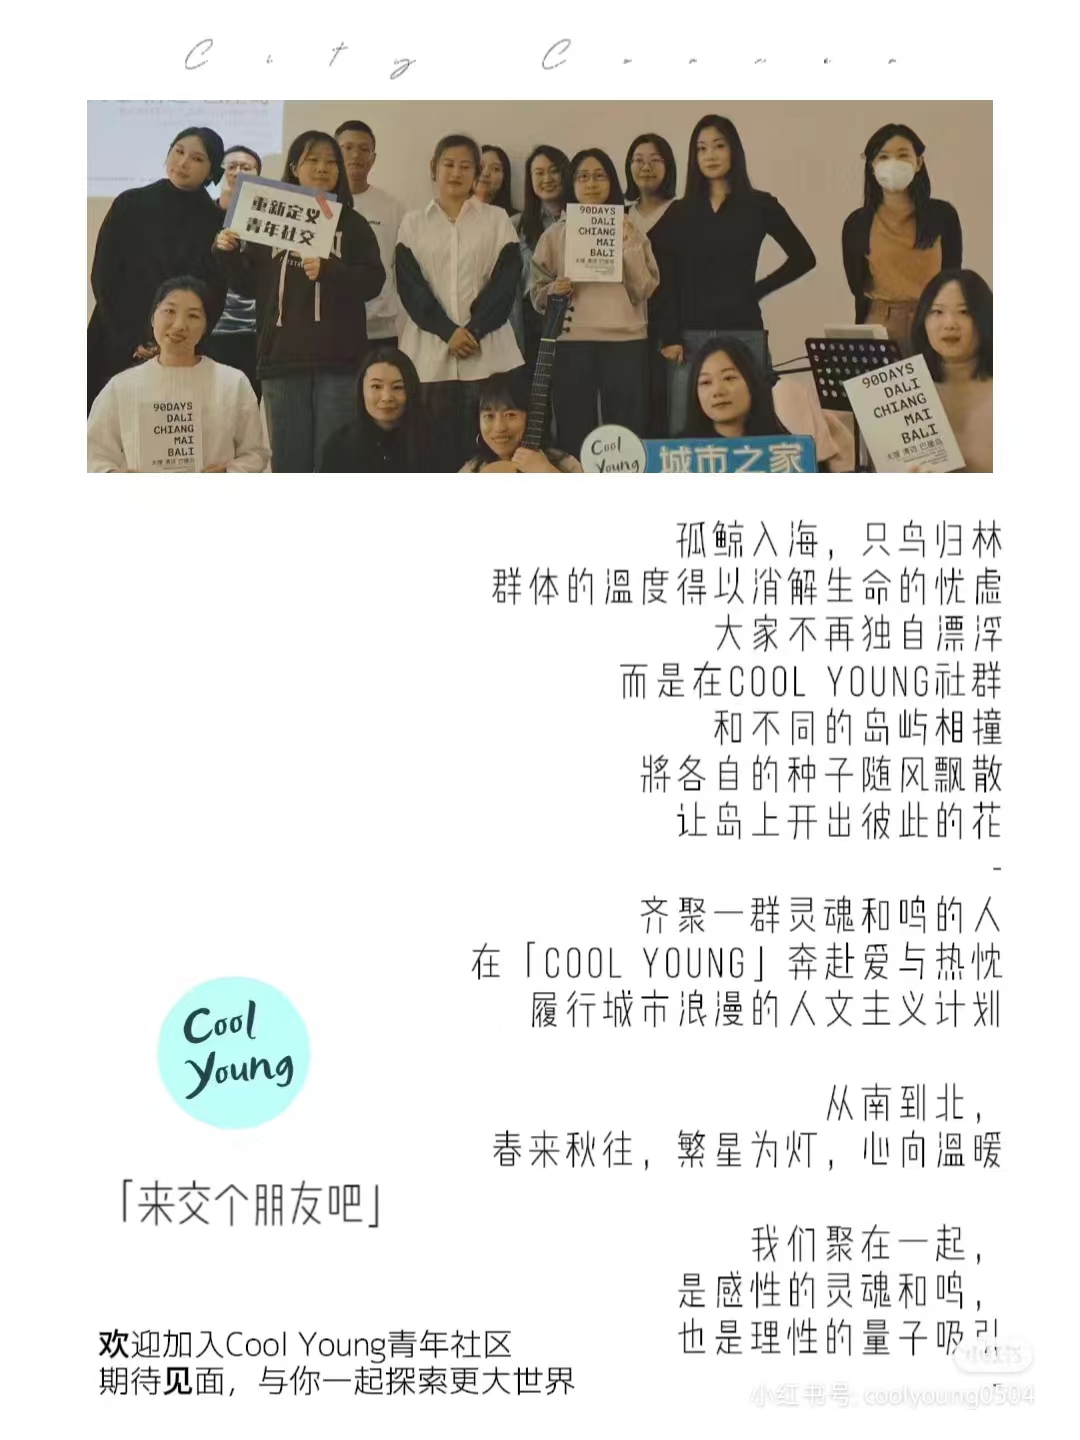 City Connie
重新定义
青年社交
90DAYS
DALI
CHIANG
MAI
BALI
90DAYS
DALI
CHIANG
MAI
BALI
大理 清迈 巴厘岛
90DAYS
DALI
CHIANG
MAI
BALI
大理 清迈 巴厘岛
Cool
Young
城市之家
孤鲸入海，只鸟归林
群体的溫度得以消解生命的忧虑
大家不再独自漂浮
而是在COOL YOUNG社群
和不同的岛屿相撞
將各自的种子随风飘散
让岛上开出彼此的花
-
齐聚一群灵魂和鸣的人
在「COOL YOUNG」奔赴爱与热忱
履行城市浪漫的人文主义计划
从南到北，
春来秋往，繁星为灯，心向溫暖
我们聚在一起，
是感性的灵魂和鸣，
也是理性的量子吸引
-
Cool
Young
「来交个朋友吧」
欢迎加入Cool Young青年社区
期待见面，与你一起探索更大世界
小红书
小红书号: coolyoung0504